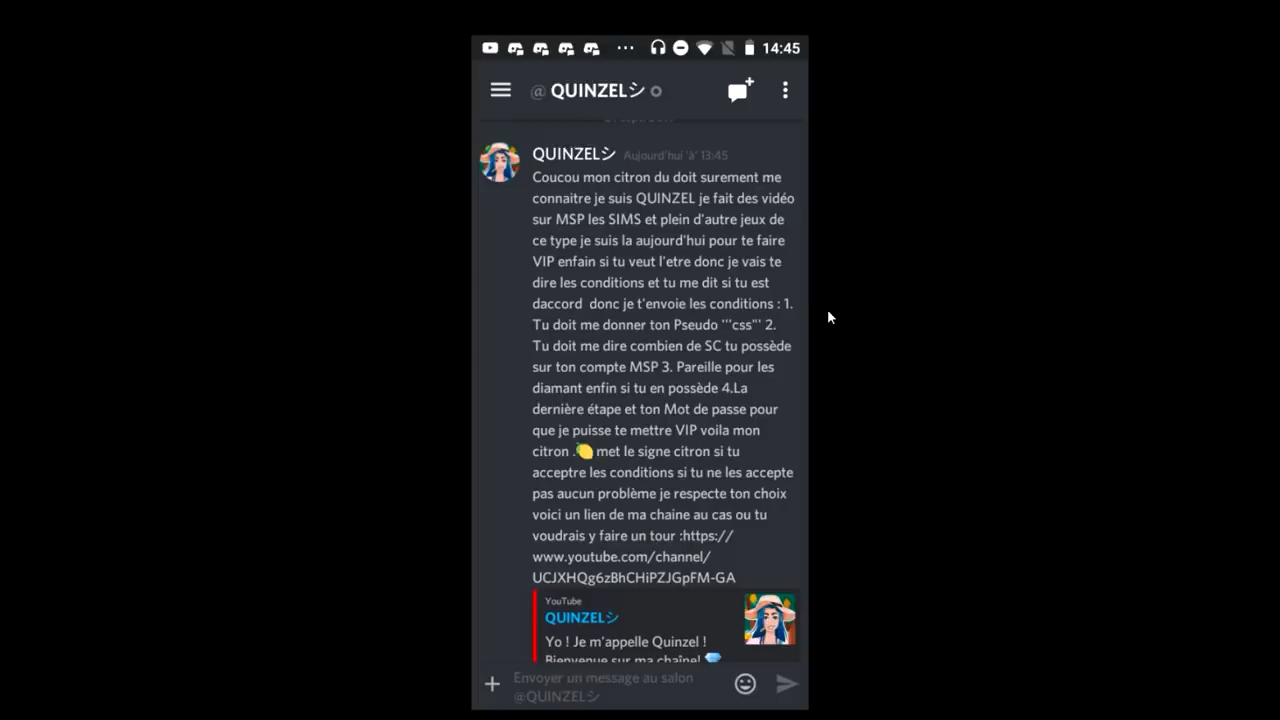 14:45
@ QUINZELシ
QUINZELシ Aujourd'hui 'à' 13:45
Coucou mon citron du doit surement me
connaitre je suis QUINZEL je fait des vidéo
sur MSP les SIMS et plein d'autre jeux de
ce type je suis la aujourd'hui pour te faire
VIP enfain si tu veut l'etre donc je vais te
dire les conditions et tu me dit si tu est
daccord donc je t'envoie les conditions : 1.
Tu doit me donner ton Pseudo '''css''' 2.
Tu doit me dire combien de SC tu possède
sur ton compte MSP 3. Pareille pour les
diamant enfin si tu en possède 4.La
dernière étape et ton Mot de passe pour
que je puisse te mettre VIP voila mon
citron .🍋 met le signe citron si tu
acceptre les conditions si tu ne les accepte
pas aucun problème je respecte ton choix
voici un lien de ma chaine au cas ou tu
voudrais y faire un tour :https://
www.youtube.com/channel/
UCJXHQg6zBhCHiPZJGpFM-GA
YouTube
QUINZELシ
Yo ! Je m'appelle Quinzel !
Bienvenue sur ma chaîne! 💎
Envoyer un message au salon
@QUINZELシ